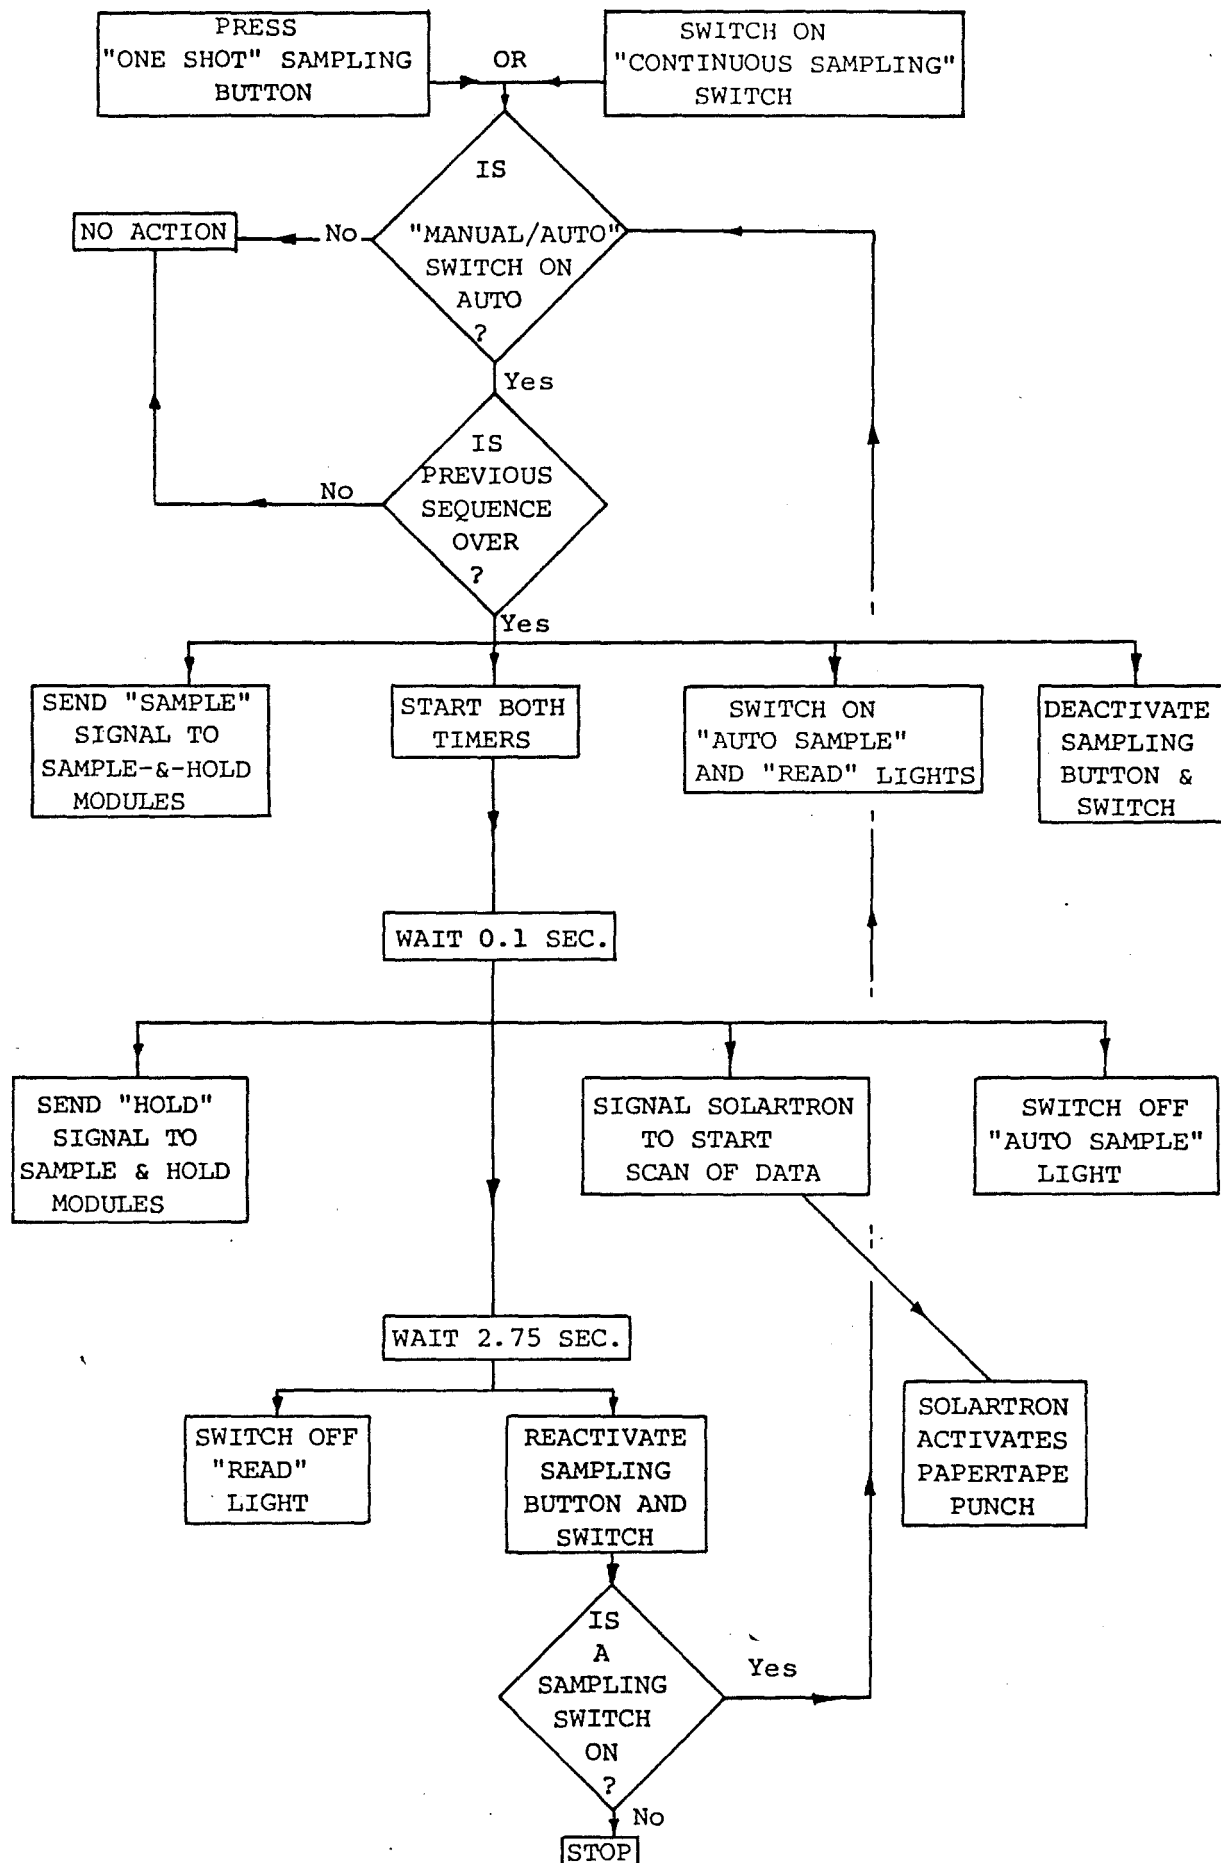 PRESS
"ONE SHOT" SAMPLING
BUTTON
OR
SWITCH ON
"CONTINUOUS SAMPLING"
SWITCH
IS
"MANUAL/AUTO"
SWITCH ON
AUTO
?
No
NO ACTION
Yes
IS
PREVIOUS
SEQUENCE
OVER
?
No
Yes
SEND "SAMPLE"
SIGNAL TO
SAMPLE-&-HOLD
MODULES
START BOTH
TIMERS
SWITCH ON
"AUTO SAMPLE"
AND "READ" LIGHTS
DEACTIVATE
SAMPLING
BUTTON &
SWITCH
WAIT 0.1 SEC.
SEND "HOLD"
SIGNAL TO
SAMPLE & HOLD
MODULES
SIGNAL SOLARTRON
TO START
SCAN OF DATA
SWITCH OFF
"AUTO SAMPLE"
LIGHT
WAIT 2.75 SEC.
SWITCH OFF
"READ"
LIGHT
REACTIVATE
SAMPLING
BUTTON AND
SWITCH
SOLARTRON
ACTIVATES
PAPERTAPE
PUNCH
IS
A
SAMPLING
SWITCH
ON
?
Yes
No
STOP